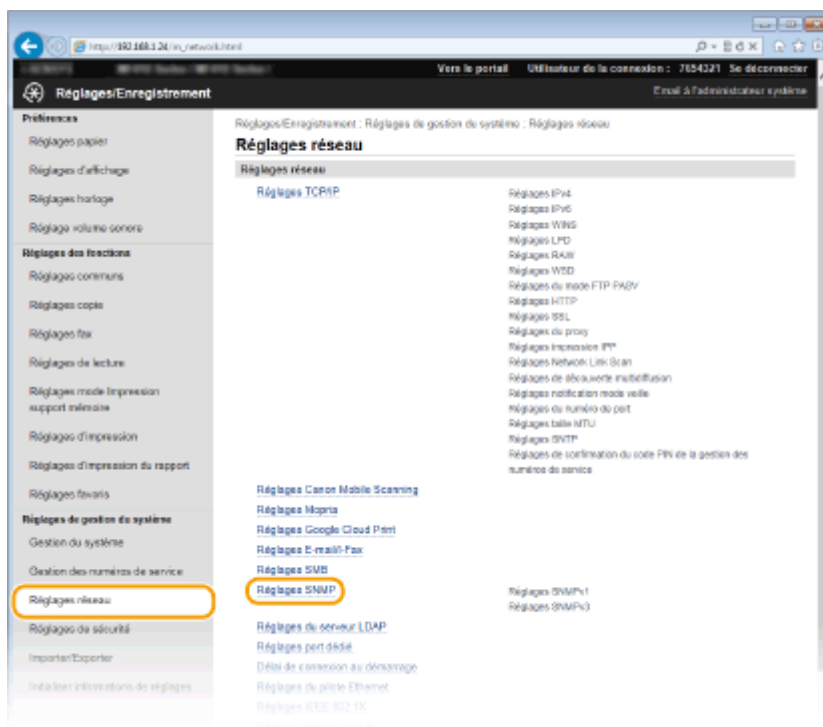 http://192.168.1.24/m_network.html
Vers le portail Utilisateur de la connexion : 7654321 Se déconnecter
Réglages/Enregistrement
Email à l'administrateur système
Préférences
Réglages papier
Réglages d'affichage
Réglages horloge
Réglage volume sonore
Réglages des fonctions
Réglages communs
Réglages copie
Réglages fax
Réglages de lecture
Réglages mode Impression
support mémoire
Réglages d'impression
Réglages d'impression du rapport
Réglages favoris
Réglages de gestion du système
Gestion du système
Gestion des numéros de service
Réglages réseau
Réglages de sécurité
Importer/Exporter
Initialiser informations de réglages
Réglages/Enregistrement : Réglages de gestion du système : Réglages réseau
Réglages réseau
Réglages réseau
Réglages TCP/IP
Réglages IPv4
Réglages IPv6
Réglages WINS
Réglages LPD
Réglages RAW
Réglages WSD
Réglages du mode FTP PASV
Réglages HTTP
Réglages SSL
Réglages du proxy
Réglages impression IPP
Réglages Network Link Scan
Réglages de découverte multidiffusion
Réglages notification mode veille
Réglages du numéro de port
Réglages taille MTU
Réglages SNTP
Réglages de confirmation du code PIN de la gestion des
numéros de service
Réglages Canon Mobile Scanning
Réglages Mopria
Réglages Google Cloud Print
Réglages E-mail/I-Fax
Réglages SMB
Réglages SNMP
Réglages SNMPv1
Réglages SNMPv3
Réglages du serveur LDAP
Réglages port dédié
Délai de connexion au démarrage
Réglages du pilote Ethernet
Réglages IEEE 802.1X